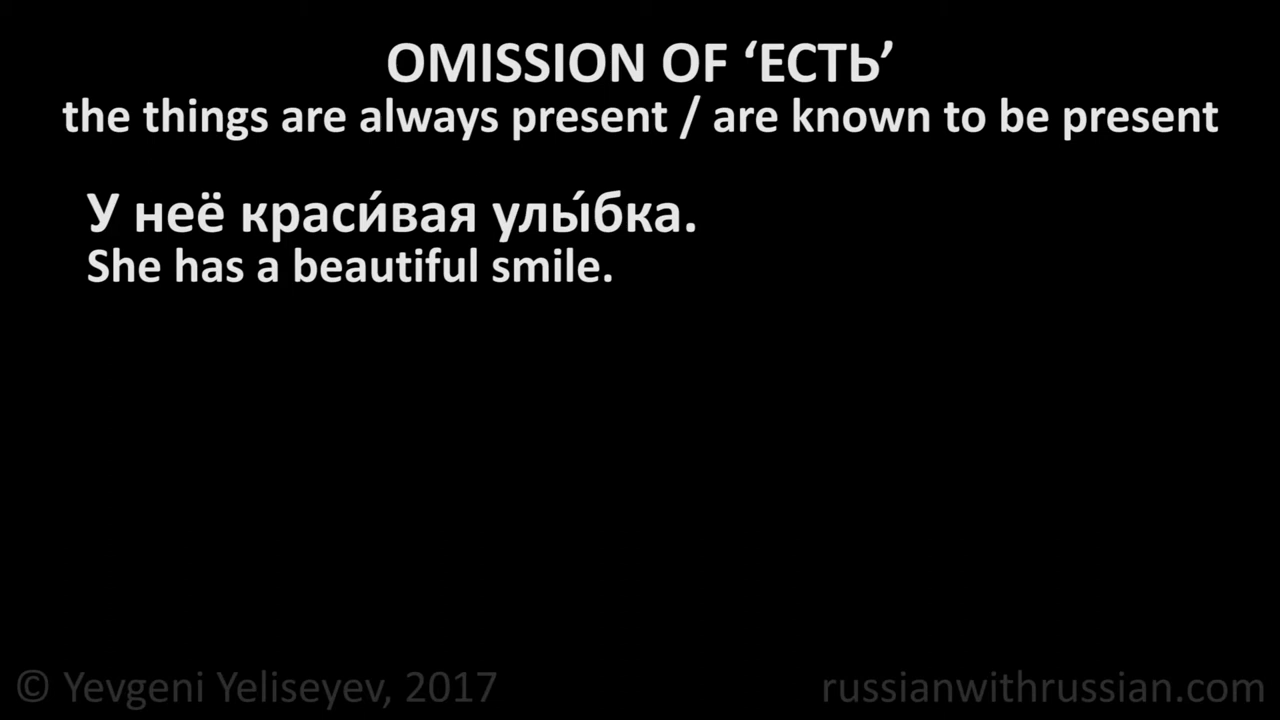 OMISSION OF ‘ЕСТЬ’
the things are always present / are known to be present
У неё краси́вая улы́бка.
She has a beautiful smile.
© Yevgeni Yeliseyev, 2017
russianwithrussian.com